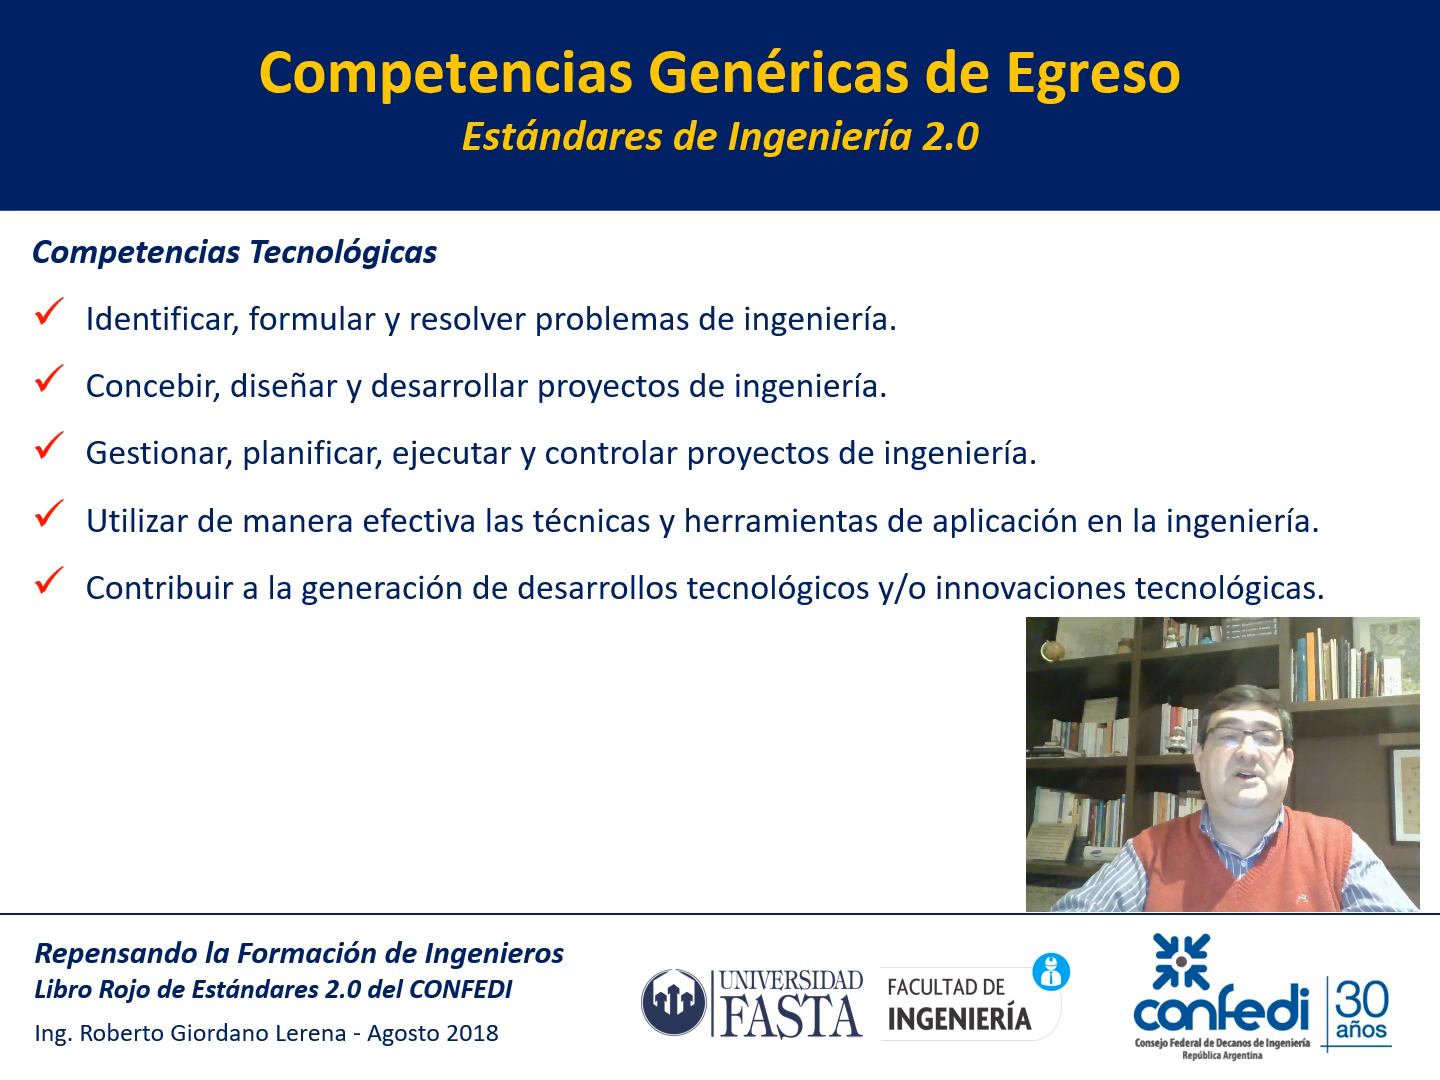 Competencias Genéricas de Egreso
Estándares de Ingeniería 2.0
Competencias Tecnológicas
Identificar, formular y resolver problemas de ingeniería.
Concebir, diseñar y desarrollar proyectos de ingeniería.
Gestionar, planificar, ejecutar y controlar proyectos de ingeniería.
Utilizar de manera efectiva las técnicas y herramientas de aplicación en la ingeniería.
Contribuir a la generación de desarrollos tecnológicos y/o innovaciones tecnológicas.
Repensando la Formación de Ingenieros
Libro Rojo de Estándares 2.0 del CONFEDI
Ing. Roberto Giordano Lerena - Agosto 2018
UNIVERSIDAD
FASTA
FACULTAD DE
INGENIERÍA
confedi
Consejo Federal de Decanos de Ingeniería
República Argentina
30
años